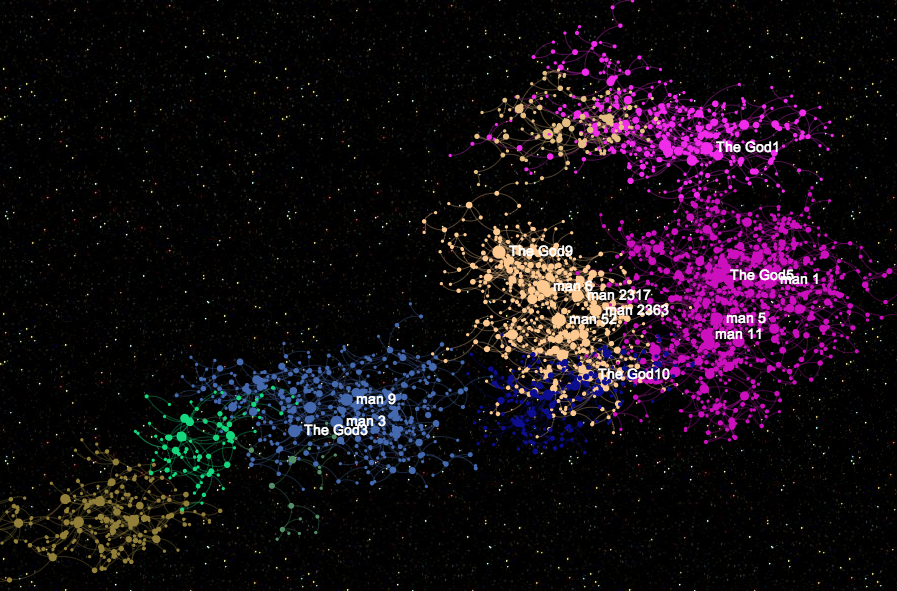 The God1
The God9
The God5
man 1
man 6
man 2317
man 2363
man 52
man 5
man 11
The God10
man 9
man 3
The God3